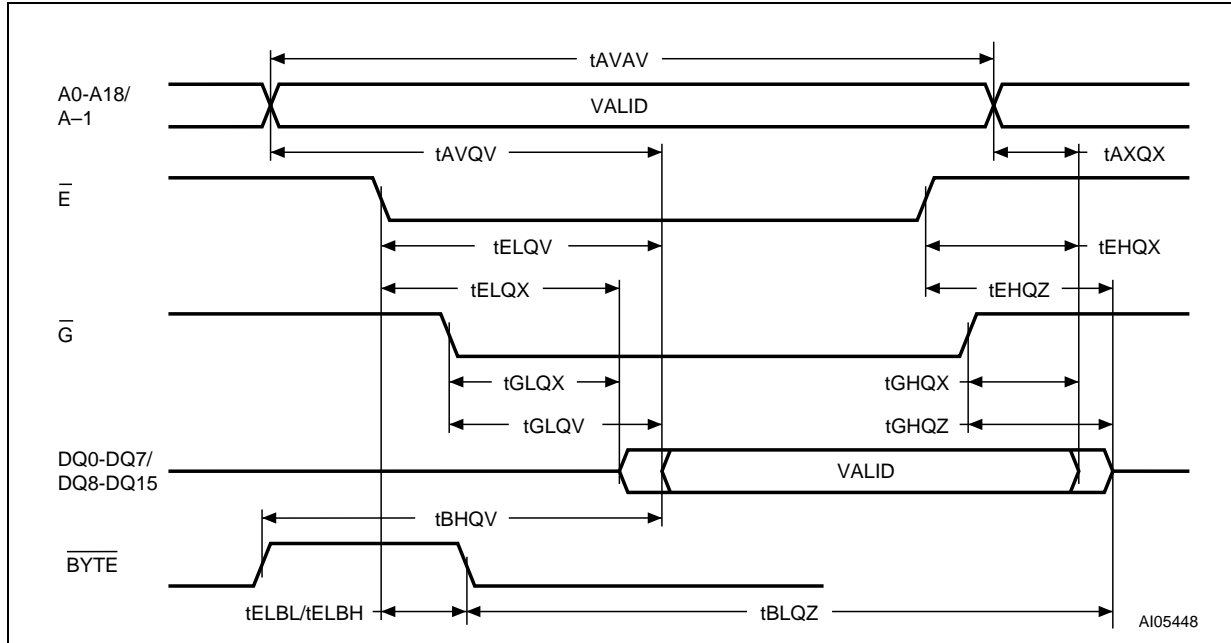 tAVAV
A0-A18/
A–1
VALID
tAVQV
tAXQX
E
tELQV
tEHQX
tELQX
tEHQZ
G
tGLQX
tGHQX
tGLQV
tGHQZ
DQ0-DQ7/
DQ8-DQ15
VALID
tBHQV
BYTE
tELBL/tELBH
tBLQZ
AI05448